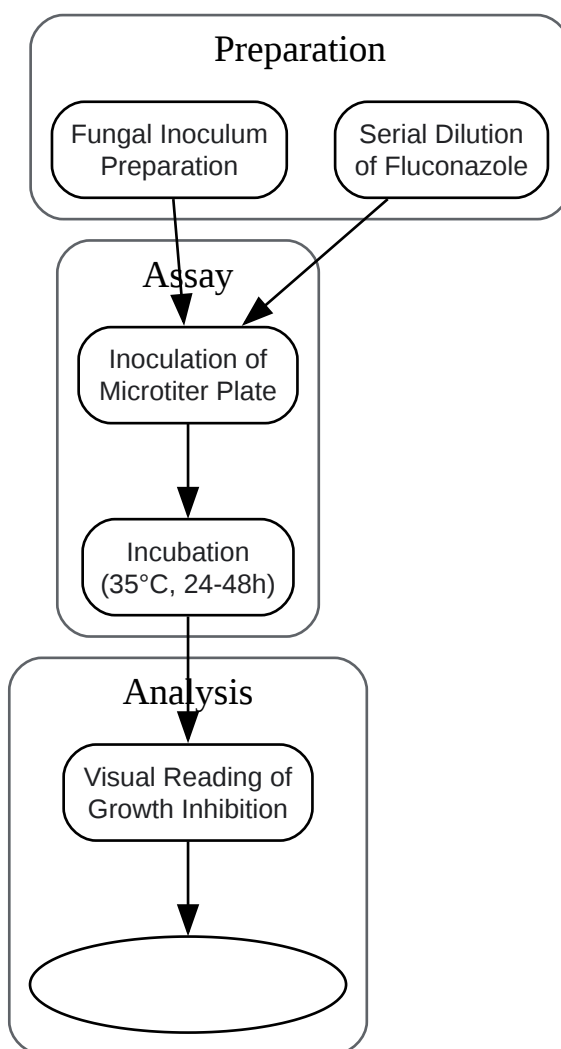 Preparation
Fungal Inoculum
Preparation
Serial Dilution
of Fluconazole
Assay
Inoculation of
Microtiter Plate
Incubation
(35°C, 24-48h)
Analysis
Visual Reading of
Growth Inhibition